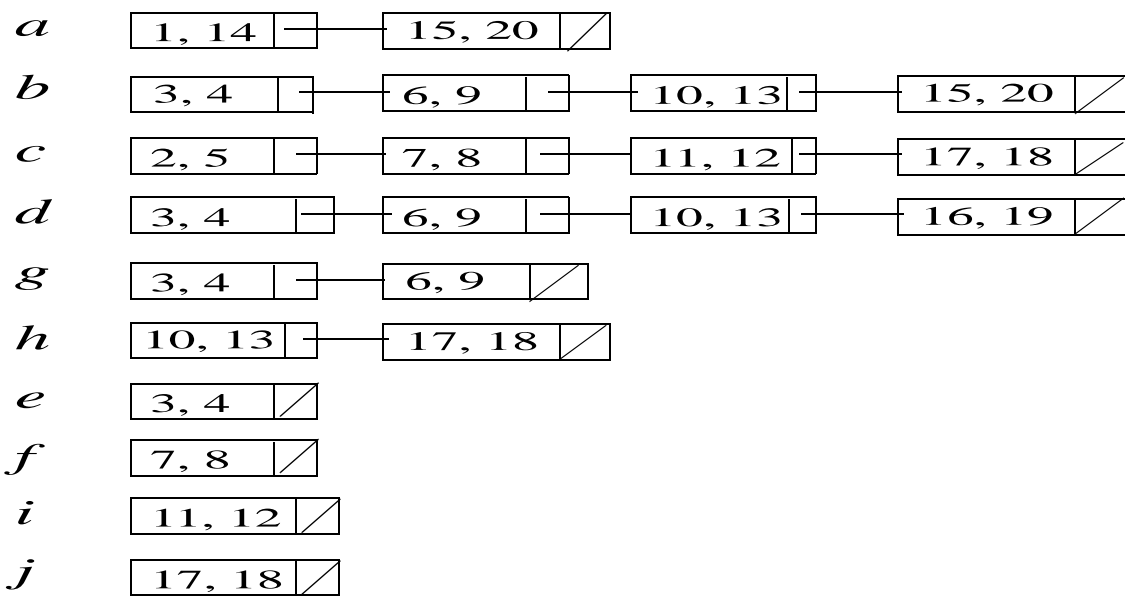 a 1, 14 15, 20
b 3, 4 6, 9 10, 13 15, 20
c 2, 5 7, 8 11, 12 17, 18
d 3, 4 6, 9 10, 13 16, 19
g 3, 4 6, 9
h 10, 13 17, 18
e 3, 4
f 7, 8
i 11, 12
j 17, 18